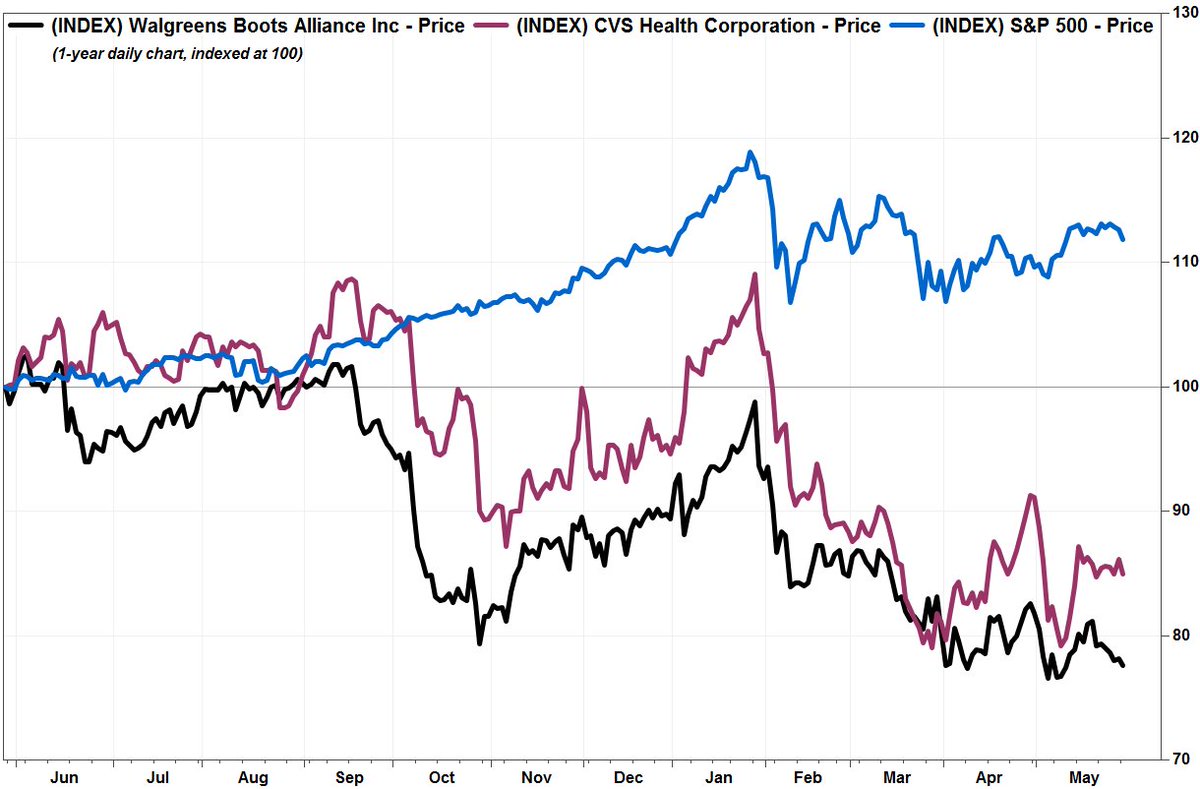 (INDEX) Walgreens Boots Alliance Inc - Price (INDEX) CVS Health Corporation - Price (INDEX) S&P 500 - Price
(1-year daily chart, indexed at 100)
130
120
110
100
90
80
70
Jun Jul Aug Sep Oct Nov Dec Jan Feb Mar Apr May